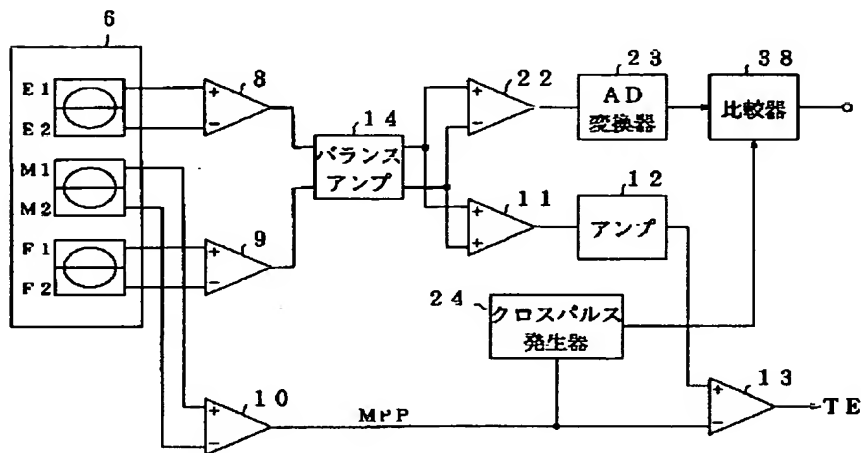 6
E1
E2
M1
M2
F1
F2
+
−
8
+
−
9
+
−
10
MPP
14
バランス
アンプ
+
−
22
+
+
11
23
AD
変換器
38
比較器
12
アンプ
24
クロスパルス
発生器
+
−
13
TE